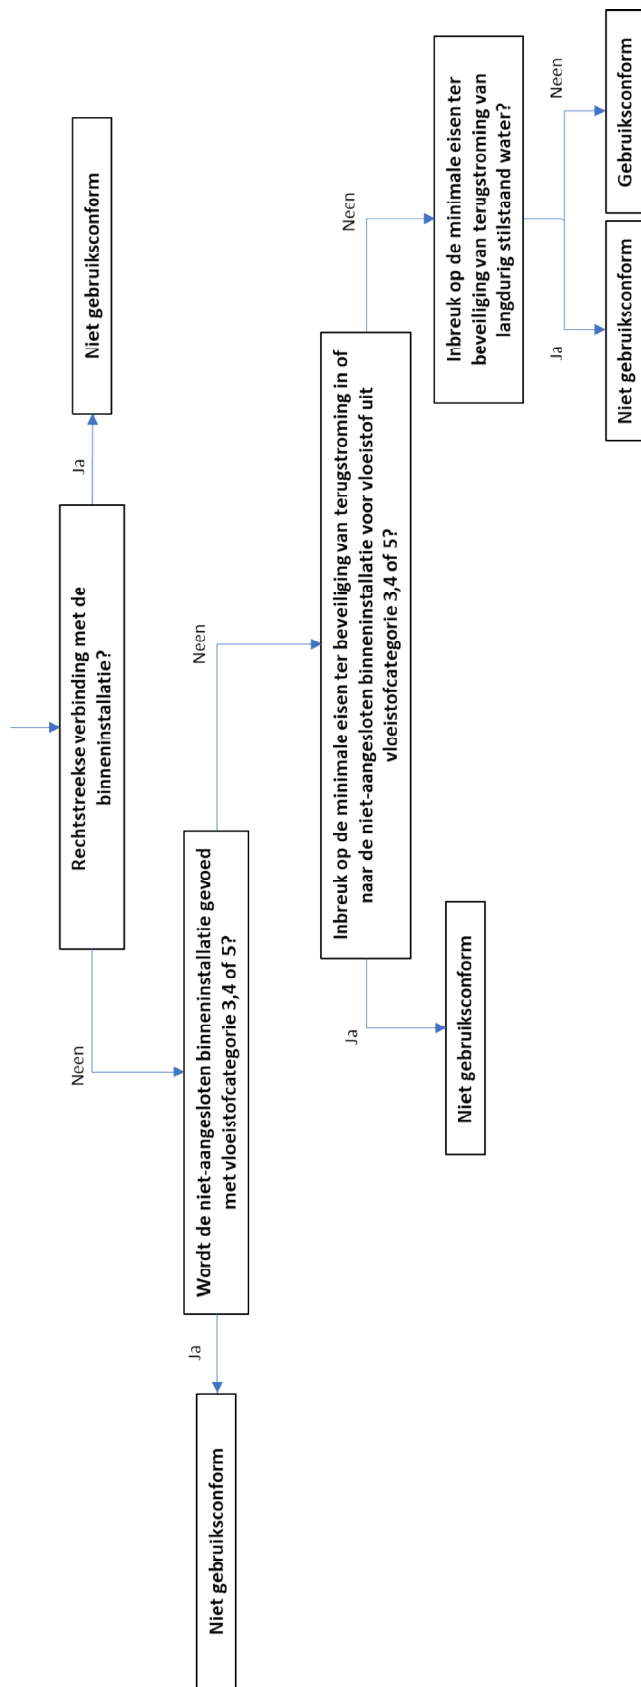 Rechtstreekse verbinding met de
binneninstallatie?
Ja
Niet gebruiksconform
Neen
Wordt de niet-aangesloten binneninstallatie gevoed
met vloeistofcategorie 3,4 of 5?
Ja
Niet gebruiksconform
Neen
Inbreuk op de minimale eisen ter beveiliging van terugstroming in of
naar de niet-aangesloten binneninstallatie voor vloeistof uit
vloeistofcategorie 3,4 of 5?
Ja
Niet gebruiksconform
Neen
Inbreuk op de minimale eisen ter
beveiliging van terugstroming van
langdurig stilstaand water?
Ja
Niet gebruiksconform
Neen
Gebruiksconform